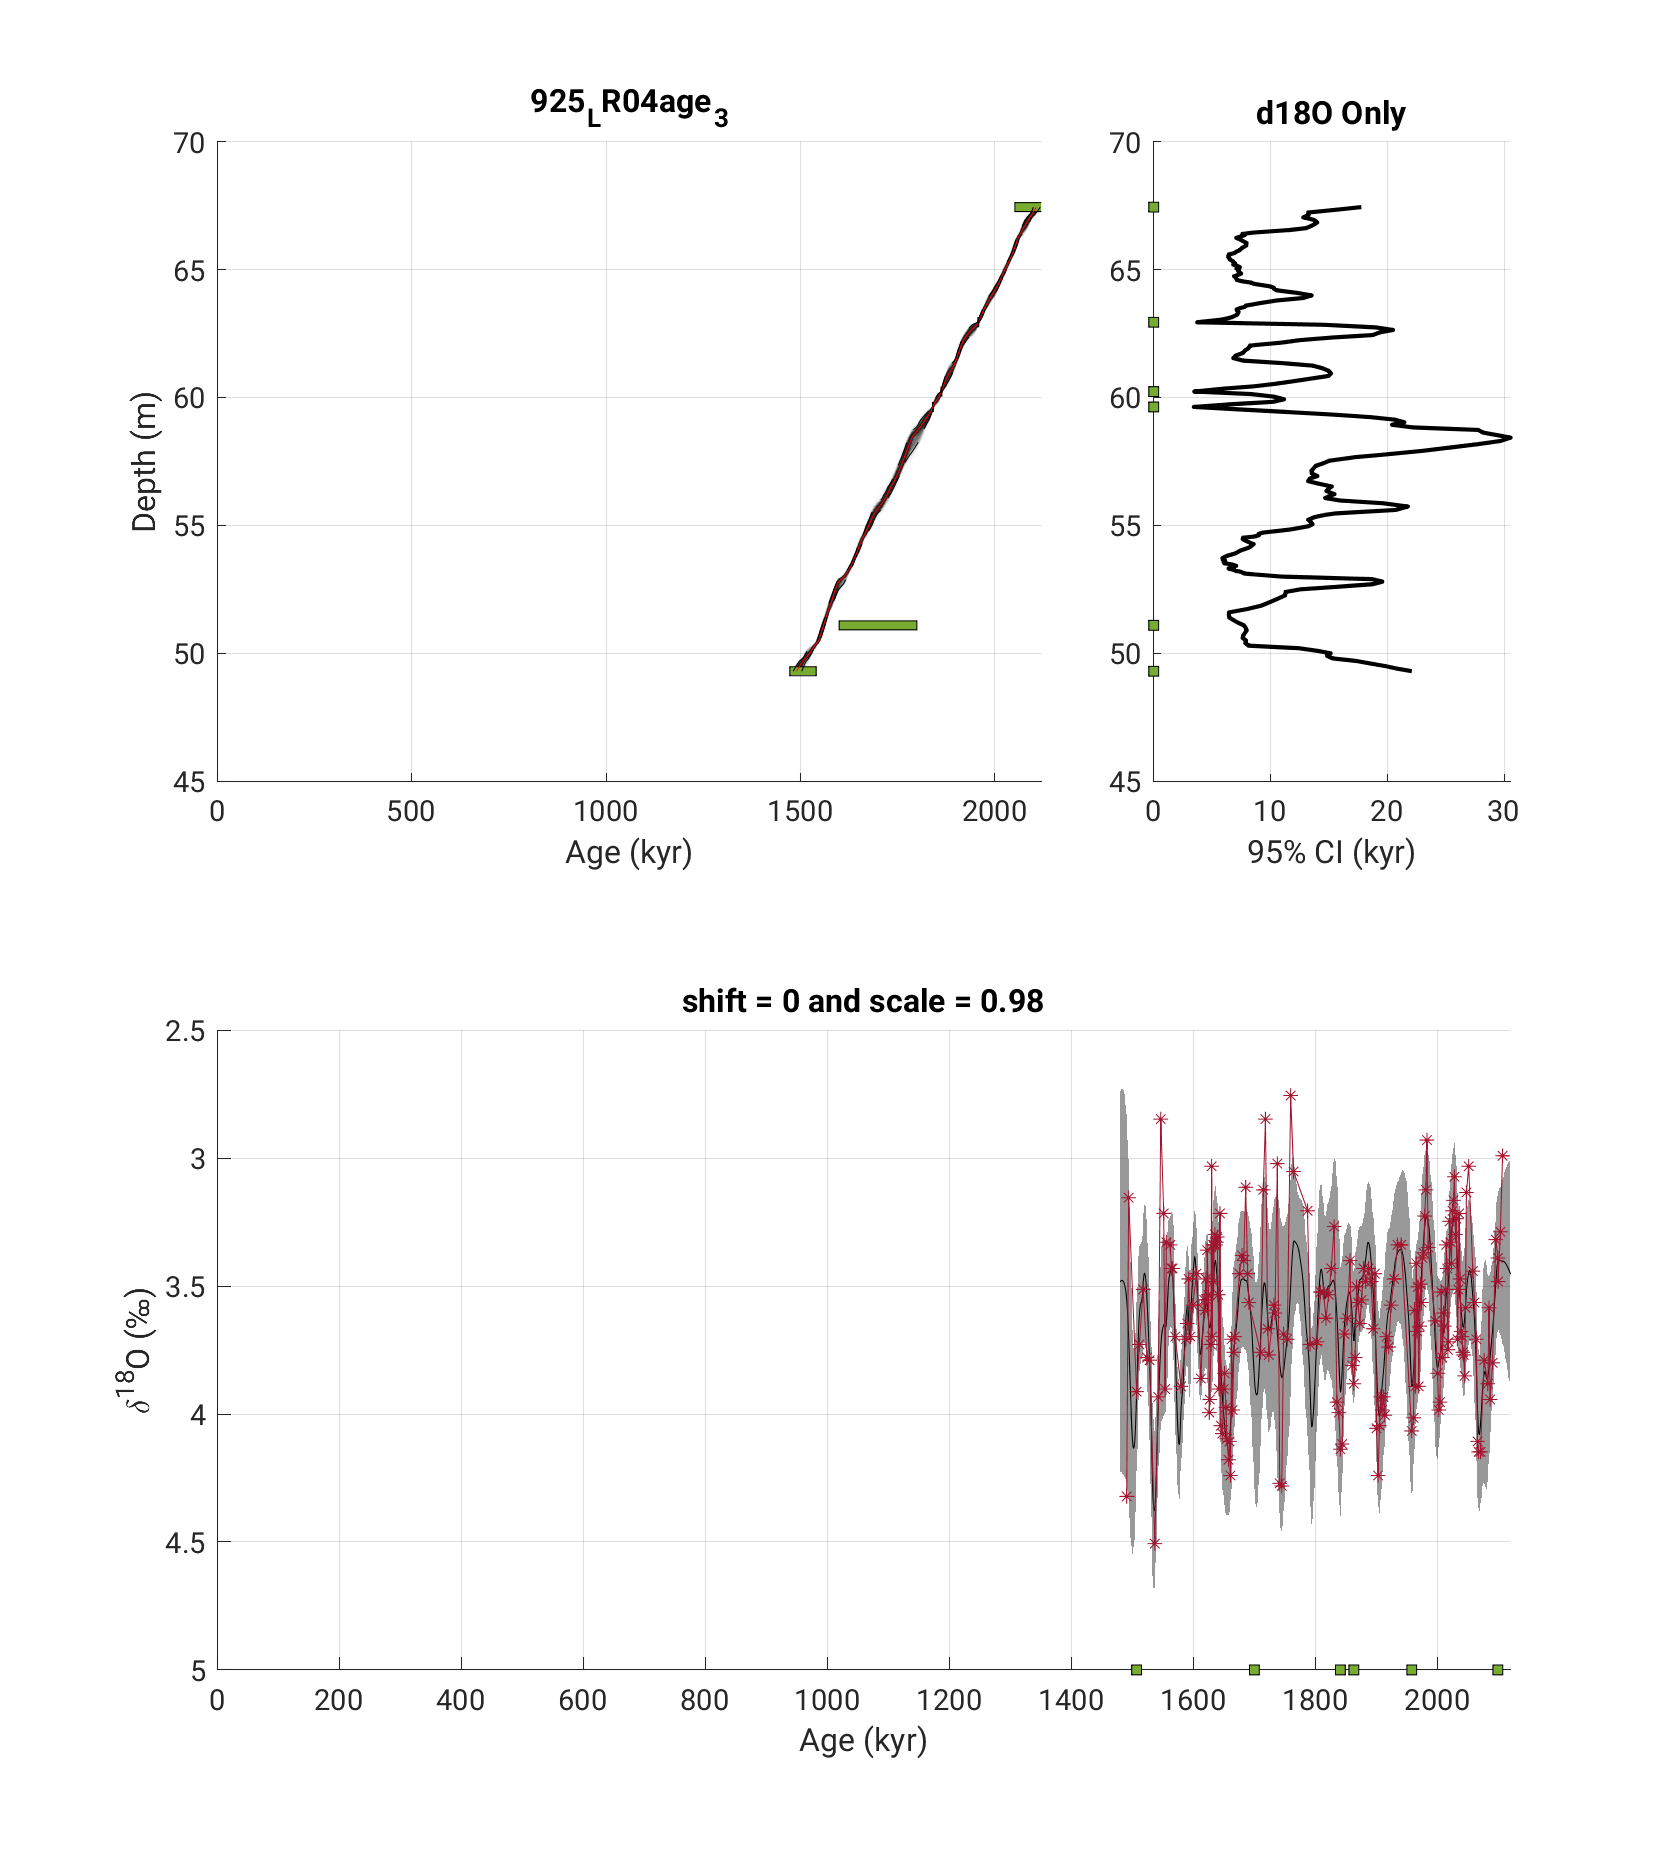 925LR04age3
d18O Only
70
65
60
55
50
45
Depth (m)
0 500 1000 1500 2000
Age (kyr)
70
65
60
55
50
45
0 10 20 30
95% CI (kyr)
shift = 0 and scale = 0.98
2.5
3
3.5
4
4.5
5
δ18O (‰)
0 200 400 600 800 1000 1200 1400 1600 1800 2000
Age (kyr)